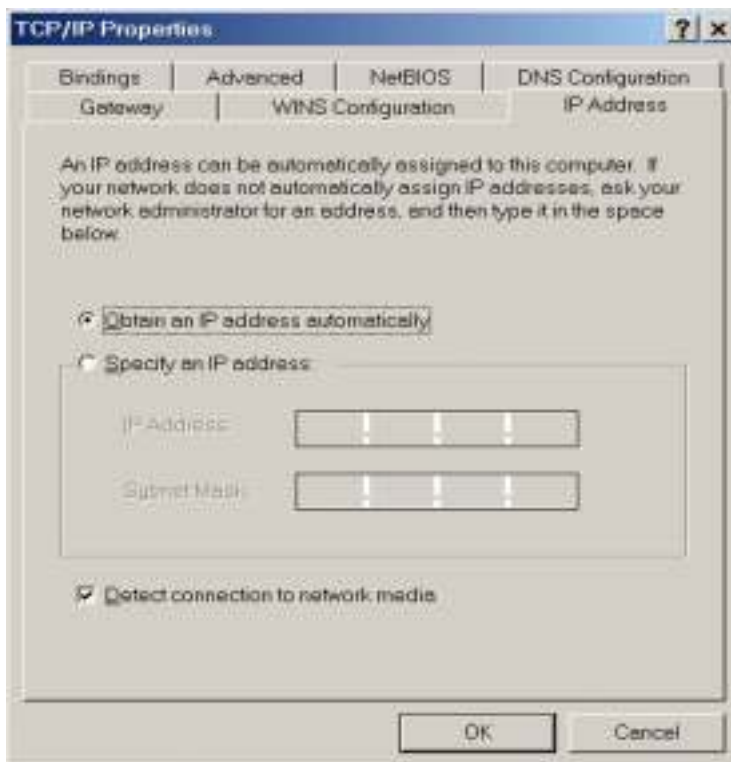 TCP/IP Properties
Bindings Advanced NetBIOS DNS Configuration
Gateway WINS Configuration IP Address
An IP address can be automatically assigned to this computer. If
your network does not automatically assign IP addresses, ask your
network administrator for an address, and then type it in the space
below.
Obtain an IP address automatically
Specify an IP address:
IP Address:
Subnet Mask:
Detect connection to network media
OK Cancel